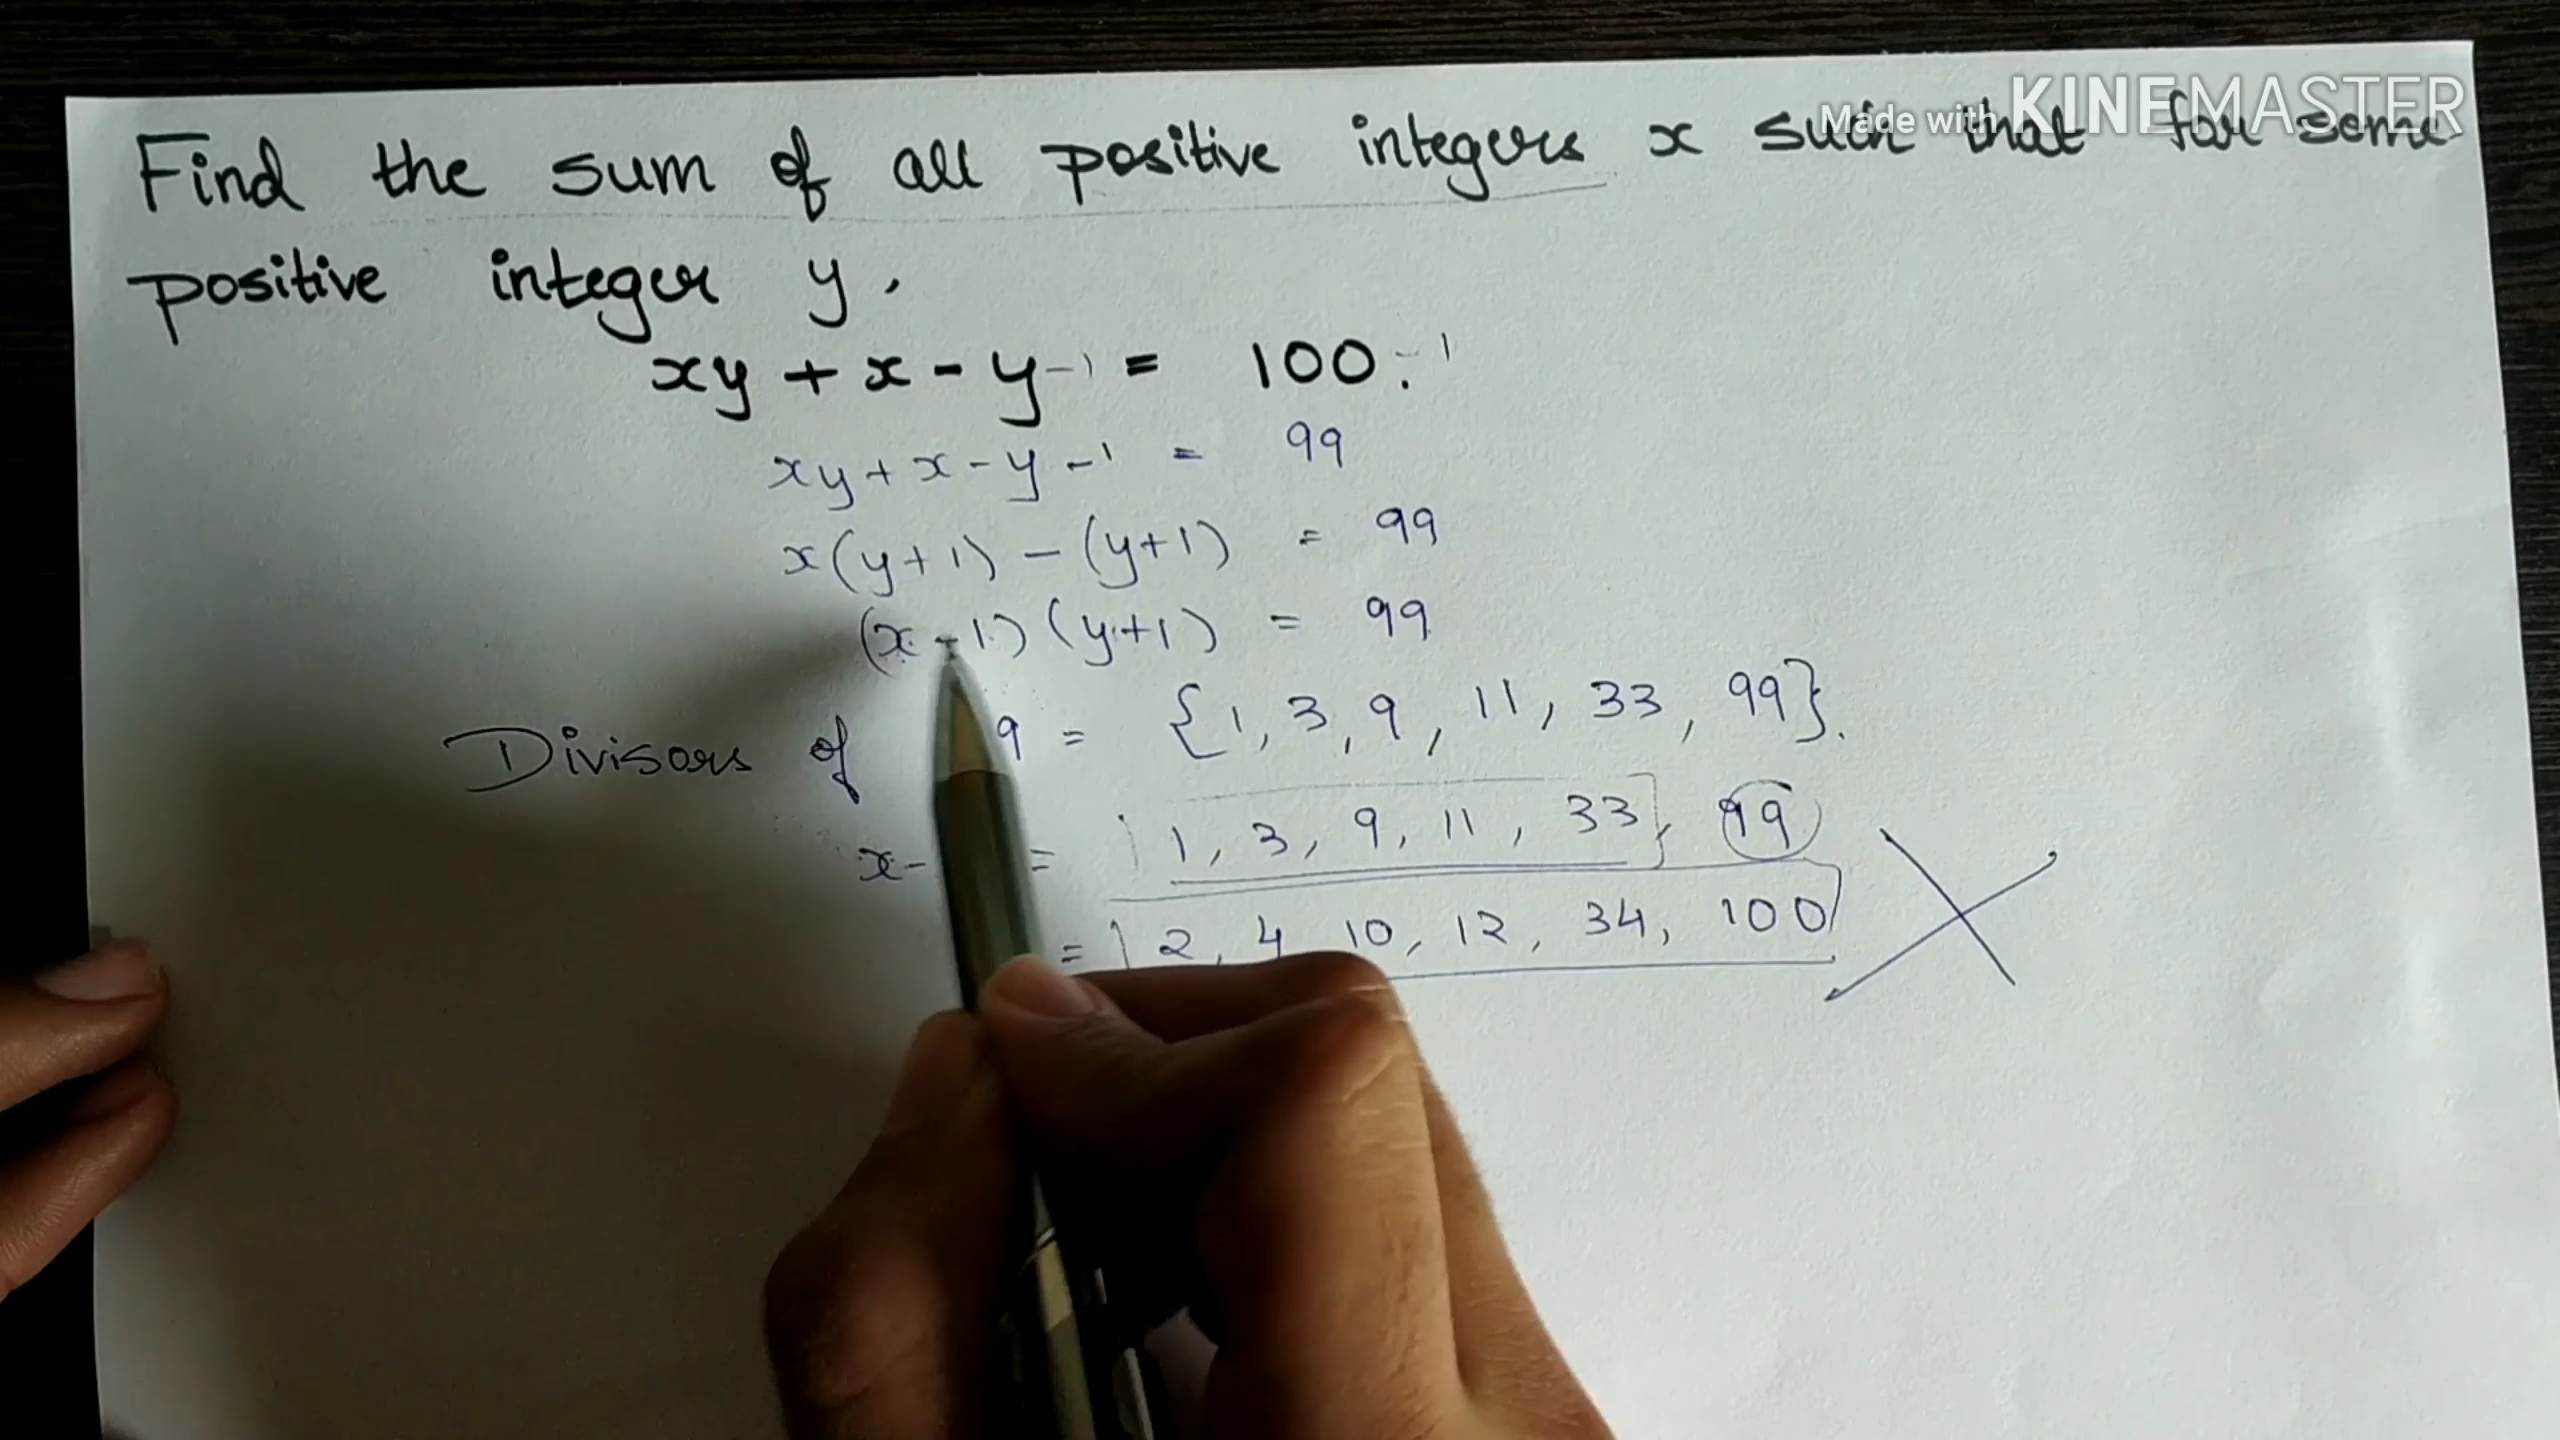 Made with KINEMASTER
Find the sum of all positive integers x such that for some
positive integer y,
xy + x - y - 1 = 100 - 1
xy + x - y - 1 = 99
x(y+1) - (y+1) = 99
(x-1)(y+1) = 99
Divisors of 9 = {1, 3, 9, 11, 33, 99}.
x- = 1, 3, 9, 11, 33, 99
= 2, 4, 10, 12, 34, 100